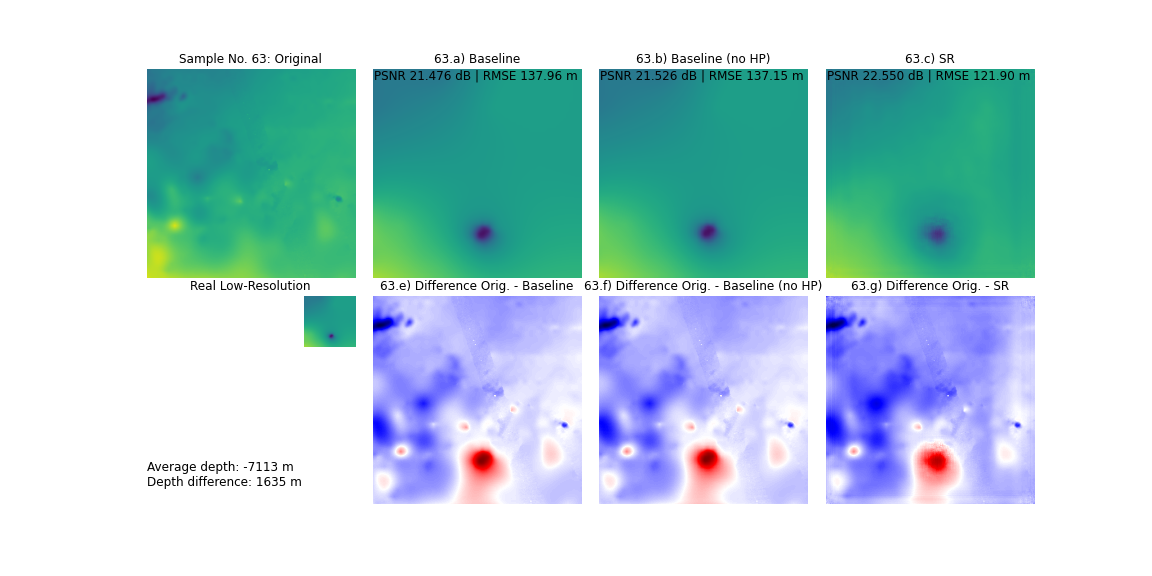 Sample No. 63: Original
63.a) Baseline
63.b) Baseline (no HP)
63.c) SR
PSNR 21.476 dB | RMSE 137.96 m
PSNR 21.526 dB | RMSE 137.15 m
PSNR 22.550 dB | RMSE 121.90 m
Real Low-Resolution
63.e) Difference Orig. - Baseline
63.f) Difference Orig. - Baseline (no HP)
63.g) Difference Orig. - SR
Average depth: -7113 m
Depth difference: 1635 m